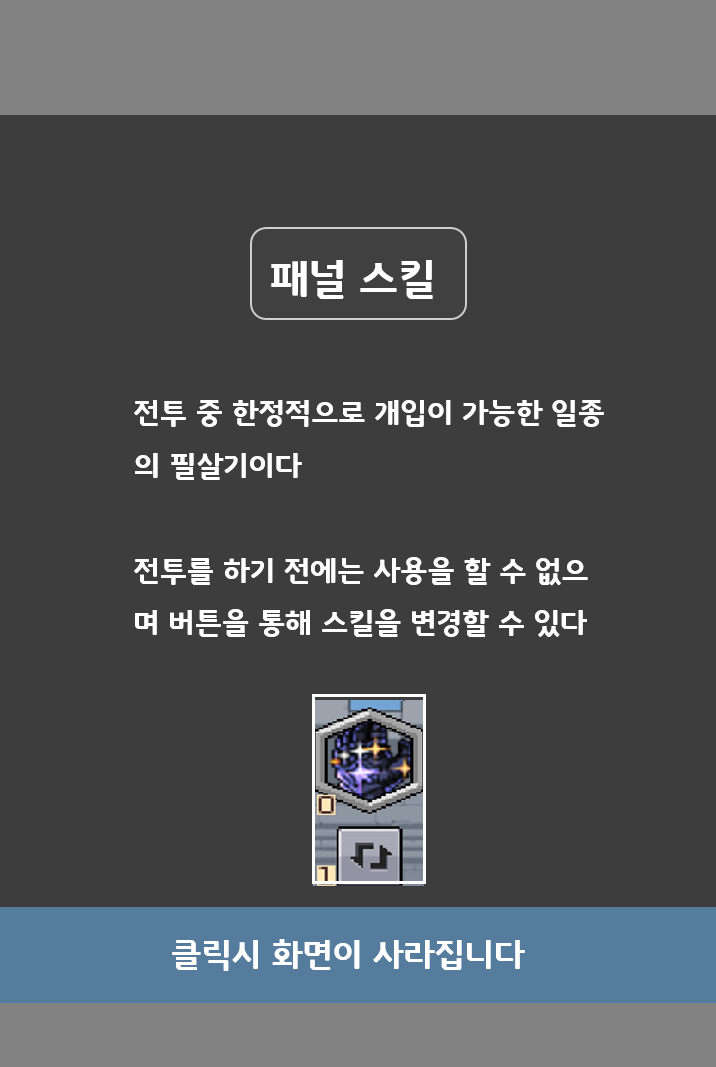 패널 스킬
전투 중 한정적으로 개입이 가능한 일종
의 필살기이다
전투를 하기 전에는 사용을 할 수 없으
며 버튼을 통해 스킬을 변경할 수 있다
0
1
클릭시 화면이 사라집니다